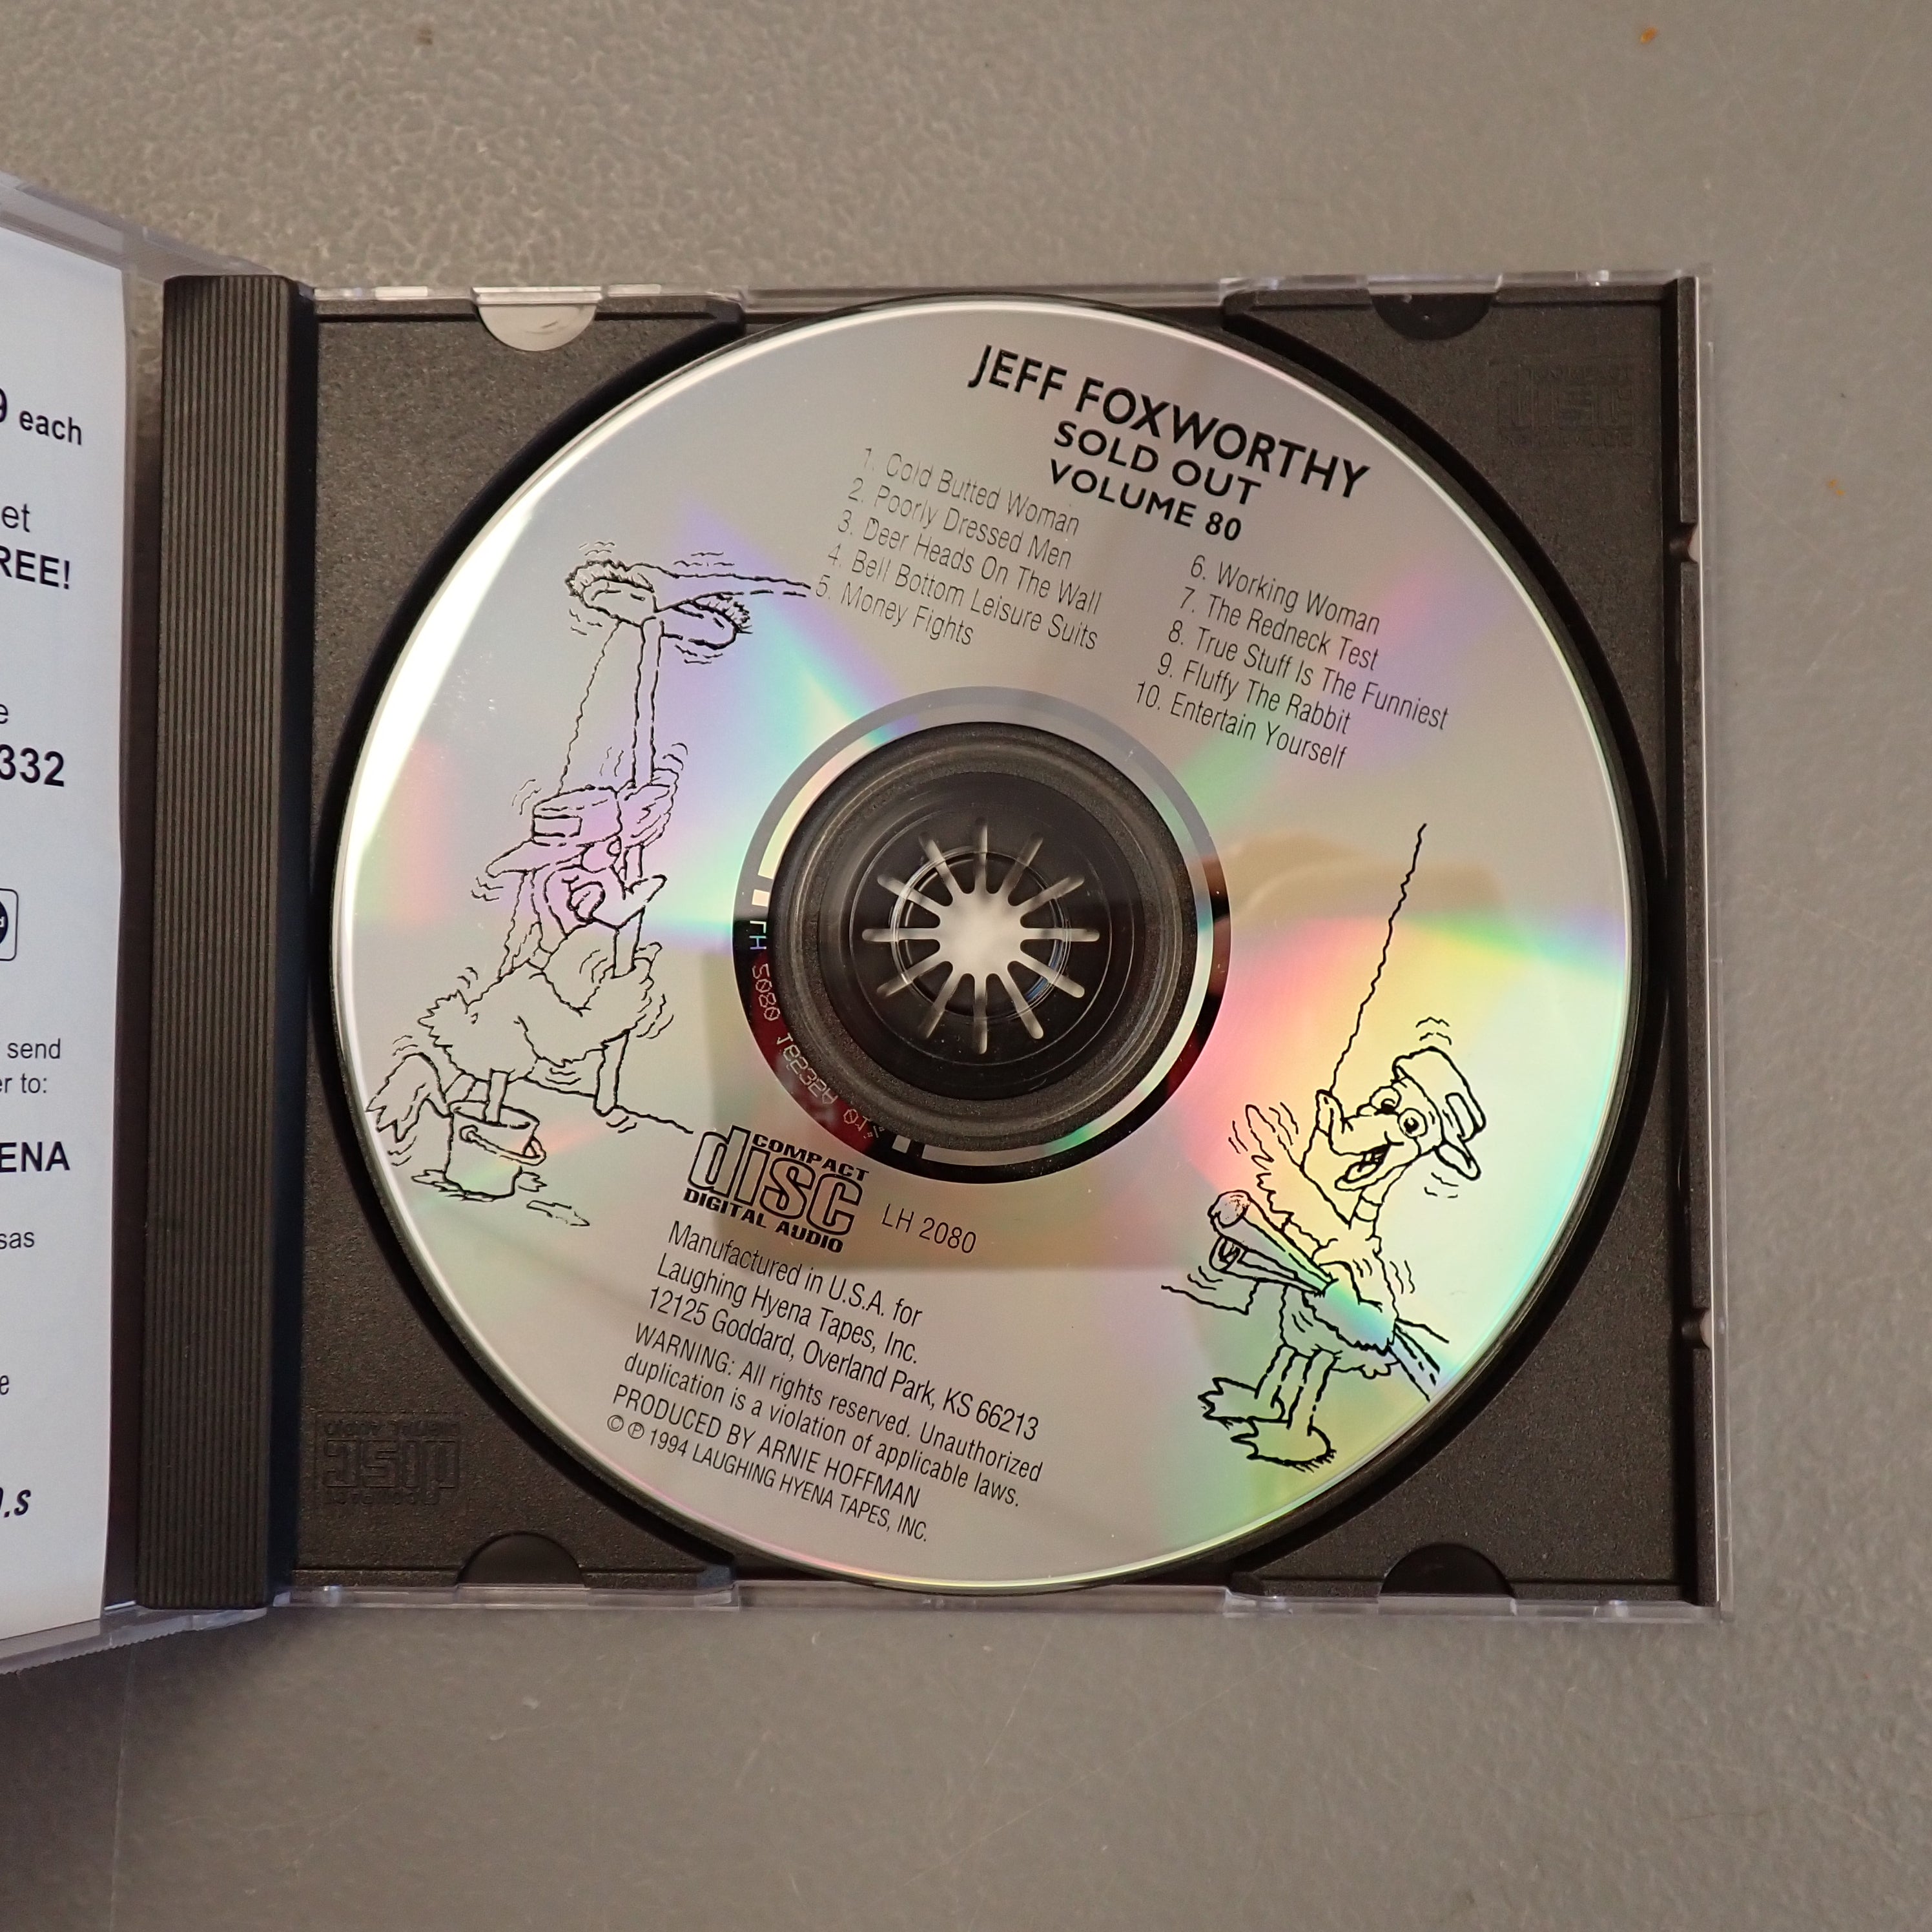 9 each
et
REE!
e
332
send
er to:
ENA
sas
e
.s
JEFF FOXWORTHY
SOLD OUT
VOLUME 80
1. Cold Butted Woman
2. Poorly Dressed Men
3. Deer Heads On The Wall
4. Bell Bottom Leisure Suits
5. Money Fights
6. Working Woman
7. The Redneck Test
8. True Stuff Is The Funniest
9. Fluffy The Rabbit
10. Entertain Yourself
COMPACT
disc
DIGITAL AUDIO
LH 2080
Manufactured in U.S.A. for
Laughing Hyena Tapes, Inc.
12125 Goddard, Overland Park, KS 66213
WARNING: All rights reserved. Unauthorized
duplication is a violation of applicable laws.
PRODUCED BY ARNIE HOFFMAN
© ℗ 1994 LAUGHING HYENA TAPES, INC.